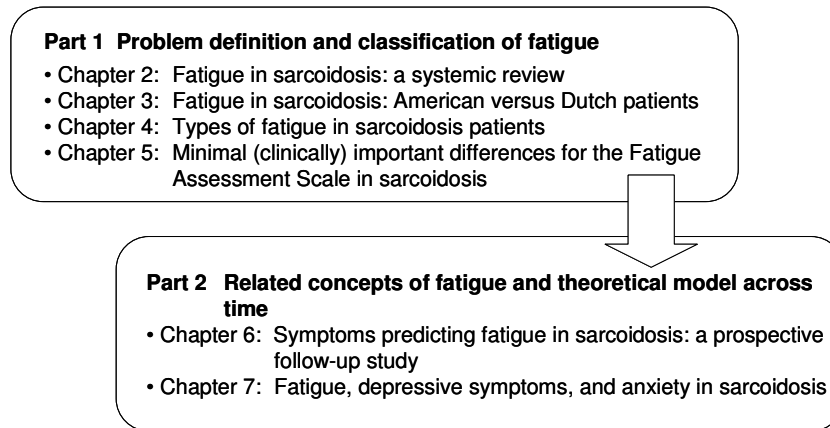 Part 1 Problem definition and classification of fatigue
• Chapter 2: Fatigue in sarcoidosis: a systemic review
• Chapter 3: Fatigue in sarcoidosis: American versus Dutch patients
• Chapter 4: Types of fatigue in sarcoidosis patients
• Chapter 5: Minimal (clinically) important differences for the Fatigue
Assessment Scale in sarcoidosis
Part 2 Related concepts of fatigue and theoretical model across
time
• Chapter 6: Symptoms predicting fatigue in sarcoidosis: a prospective
follow-up study
• Chapter 7: Fatigue, depressive symptoms, and anxiety in sarcoidosis